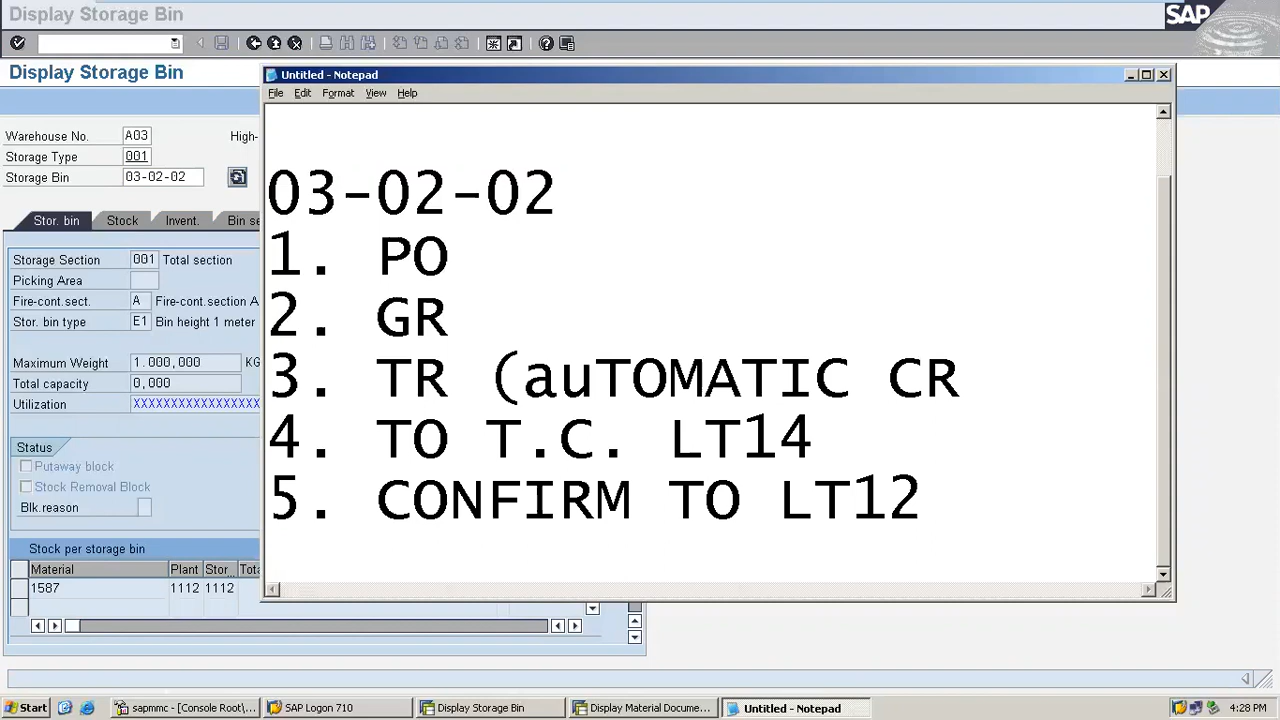 Display Storage Bin
SAP
Display Storage Bin
Untitled - Notepad
File Edit Format View Help
Warehouse No. A03 High-
Storage Type 001
Storage Bin 03-02-02
Stor. bin Stock Invent. Bin se
Storage Section 001 Total section
Picking Area
Fire-cont.sect. A Fire-cont.section A
Stor. bin type E1 Bin height 1 meter
Maximum Weight 1.000,000 KG
Total capacity 0,000
Utilization XXXXXXXXXXXXXXXXXXX
Status
Putaway block
Stock Removal Block
Blk.reason
Stock per storage bin
Material Plant Stor... Tota
1587 1112 1112
03-02-02
1. PO
2. GR
3. TR (auTOMATIC CR
4. TO T.C. LT14
5. CONFIRM TO LT12
Start sapmmc - [Console Root\... SAP Logon 710 Display Storage Bin Display Material Docume... Untitled - Notepad 4:28 PM